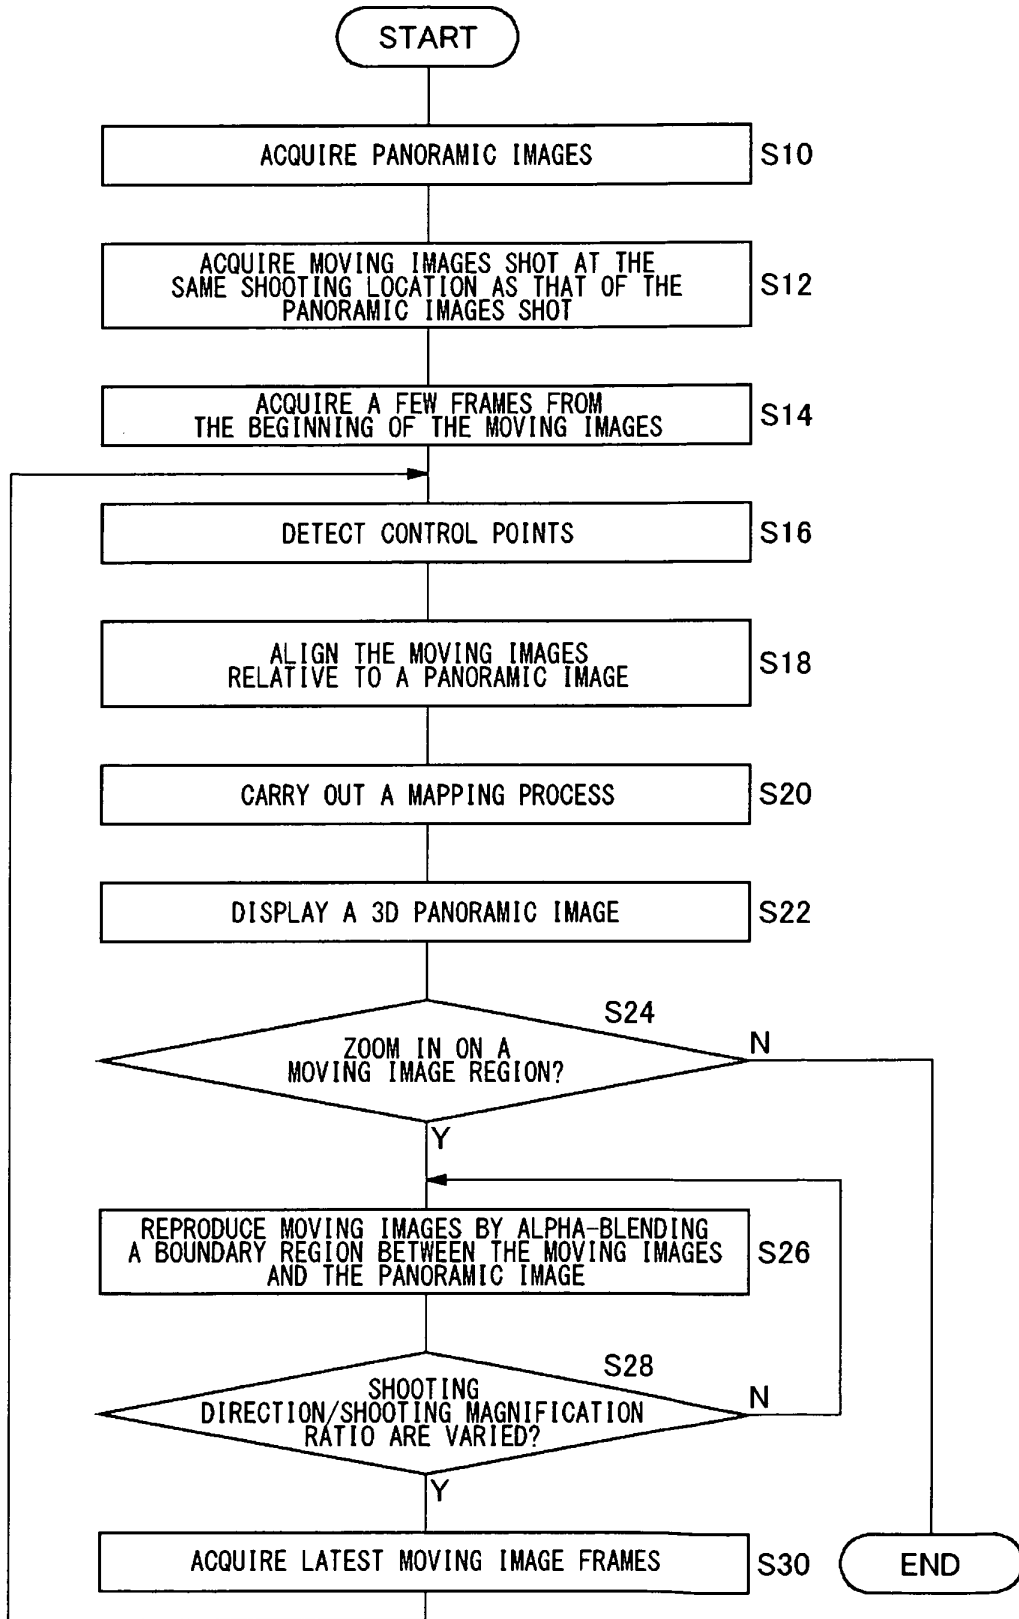 START
ACQUIRE PANORAMIC IMAGES
S10
ACQUIRE MOVING IMAGES SHOT AT THE
SAME SHOOTING LOCATION AS THAT OF THE
PANORAMIC IMAGES SHOT
S12
ACQUIRE A FEW FRAMES FROM
THE BEGINNING OF THE MOVING IMAGES
S14
DETECT CONTROL POINTS
S16
ALIGN THE MOVING IMAGES
RELATIVE TO A PANORAMIC IMAGE
S18
CARRY OUT A MAPPING PROCESS
S20
DISPLAY A 3D PANORAMIC IMAGE
S22
S24
ZOOM IN ON A
MOVING IMAGE REGION?
N
Y
REPRODUCE MOVING IMAGES BY ALPHA-BLENDING
A BOUNDARY REGION BETWEEN THE MOVING IMAGES
AND THE PANORAMIC IMAGE
S26
S28
SHOOTING
DIRECTION/SHOOTING MAGNIFICATION
RATIO ARE VARIED?
N
Y
ACQUIRE LATEST MOVING IMAGE FRAMES
S30
END